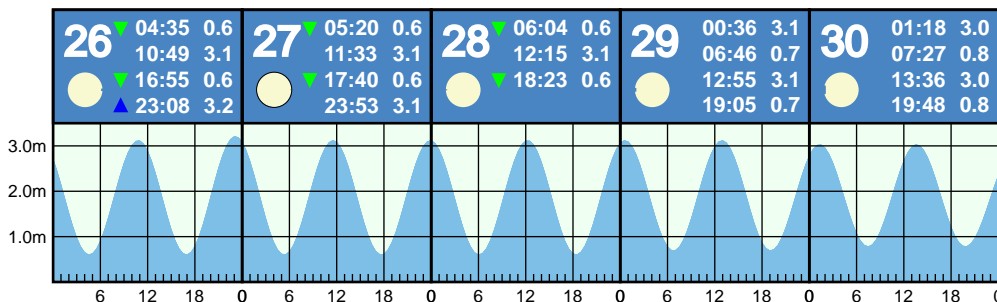 26 ▼ 04:35 0.6
10:49 3.1
▼ 16:55 0.6
▲ 23:08 3.2
27 ▼ 05:20 0.6
11:33 3.1
▼ 17:40 0.6
23:53 3.1
28 ▼ 06:04 0.6
12:15 3.1
▼ 18:23 0.6
29 00:36 3.1
06:46 0.7
12:55 3.1
19:05 0.7
30 01:18 3.0
07:27 0.8
13:36 3.0
19:48 0.8
3.0m
2.0m
1.0m
6 12 18 0 6 12 18 0 6 12 18 0 6 12 18 0 6 12 18